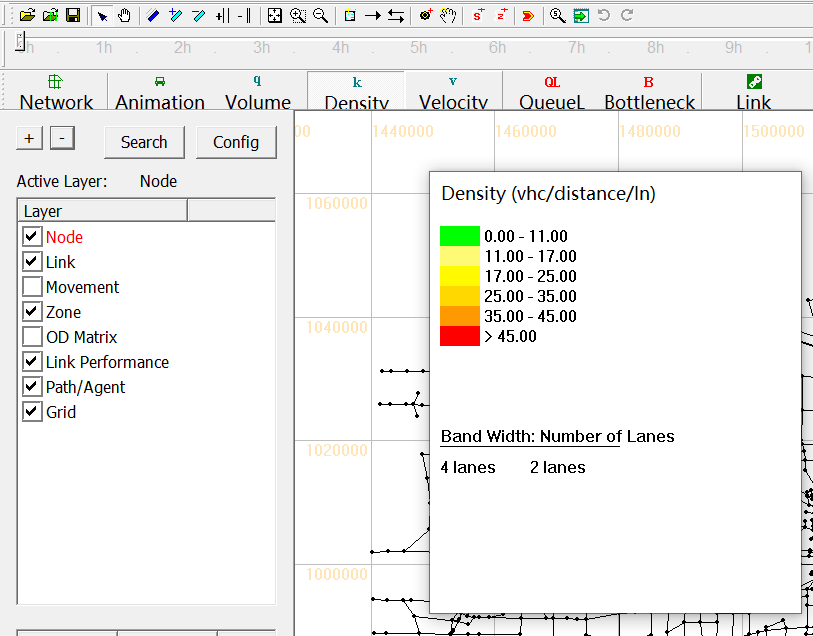 S Z
h 1h 2h 3h 4h 5h 6h 7h 8h 9h
q k v QL B
Network Animation Volume Density Velocity QueueL Bottleneck Link
+ - Search Config
Active Layer: Node
Layer
Node
Link
Movement
Zone
OD Matrix
Link Performance
Path/Agent
Grid
00 1440000 1460000 1480000 1500000
1060000
1040000
1020000
1000000
Density (vhc/distance/ln)
0.00 - 11.00
11.00 - 17.00
17.00 - 25.00
25.00 - 35.00
35.00 - 45.00
> 45.00
Band Width: Number of Lanes
4 lanes 2 lanes